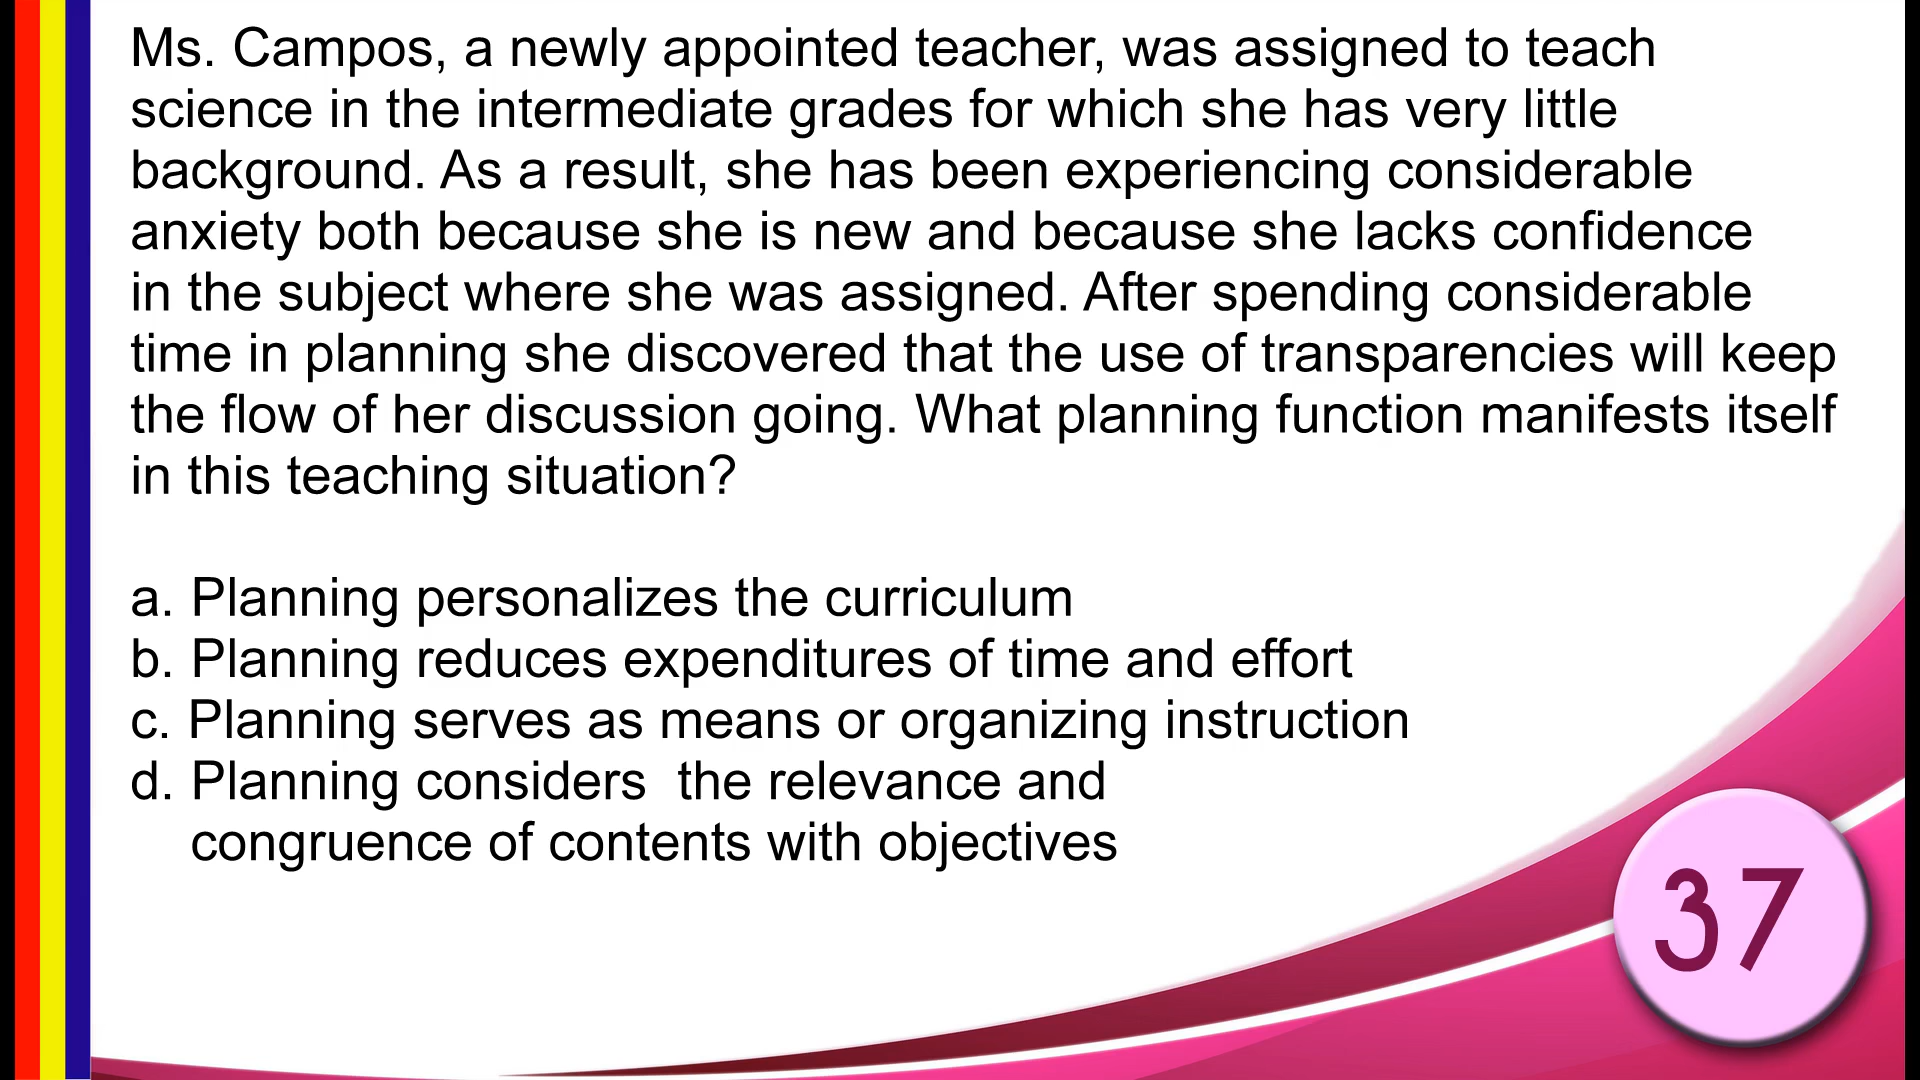 Ms. Campos, a newly appointed teacher, was assigned to teach
science in the intermediate grades for which she has very little
background. As a result, she has been experiencing considerable
anxiety both because she is new and because she lacks confidence
in the subject where she was assigned. After spending considerable
time in planning she discovered that the use of transparencies will keep
the flow of her discussion going. What planning function manifests itself
in this teaching situation?
a. Planning personalizes the curriculum
b. Planning reduces expenditures of time and effort
c. Planning serves as means or organizing instruction
d. Planning considers  the relevance and
congruence of contents with objectives
37